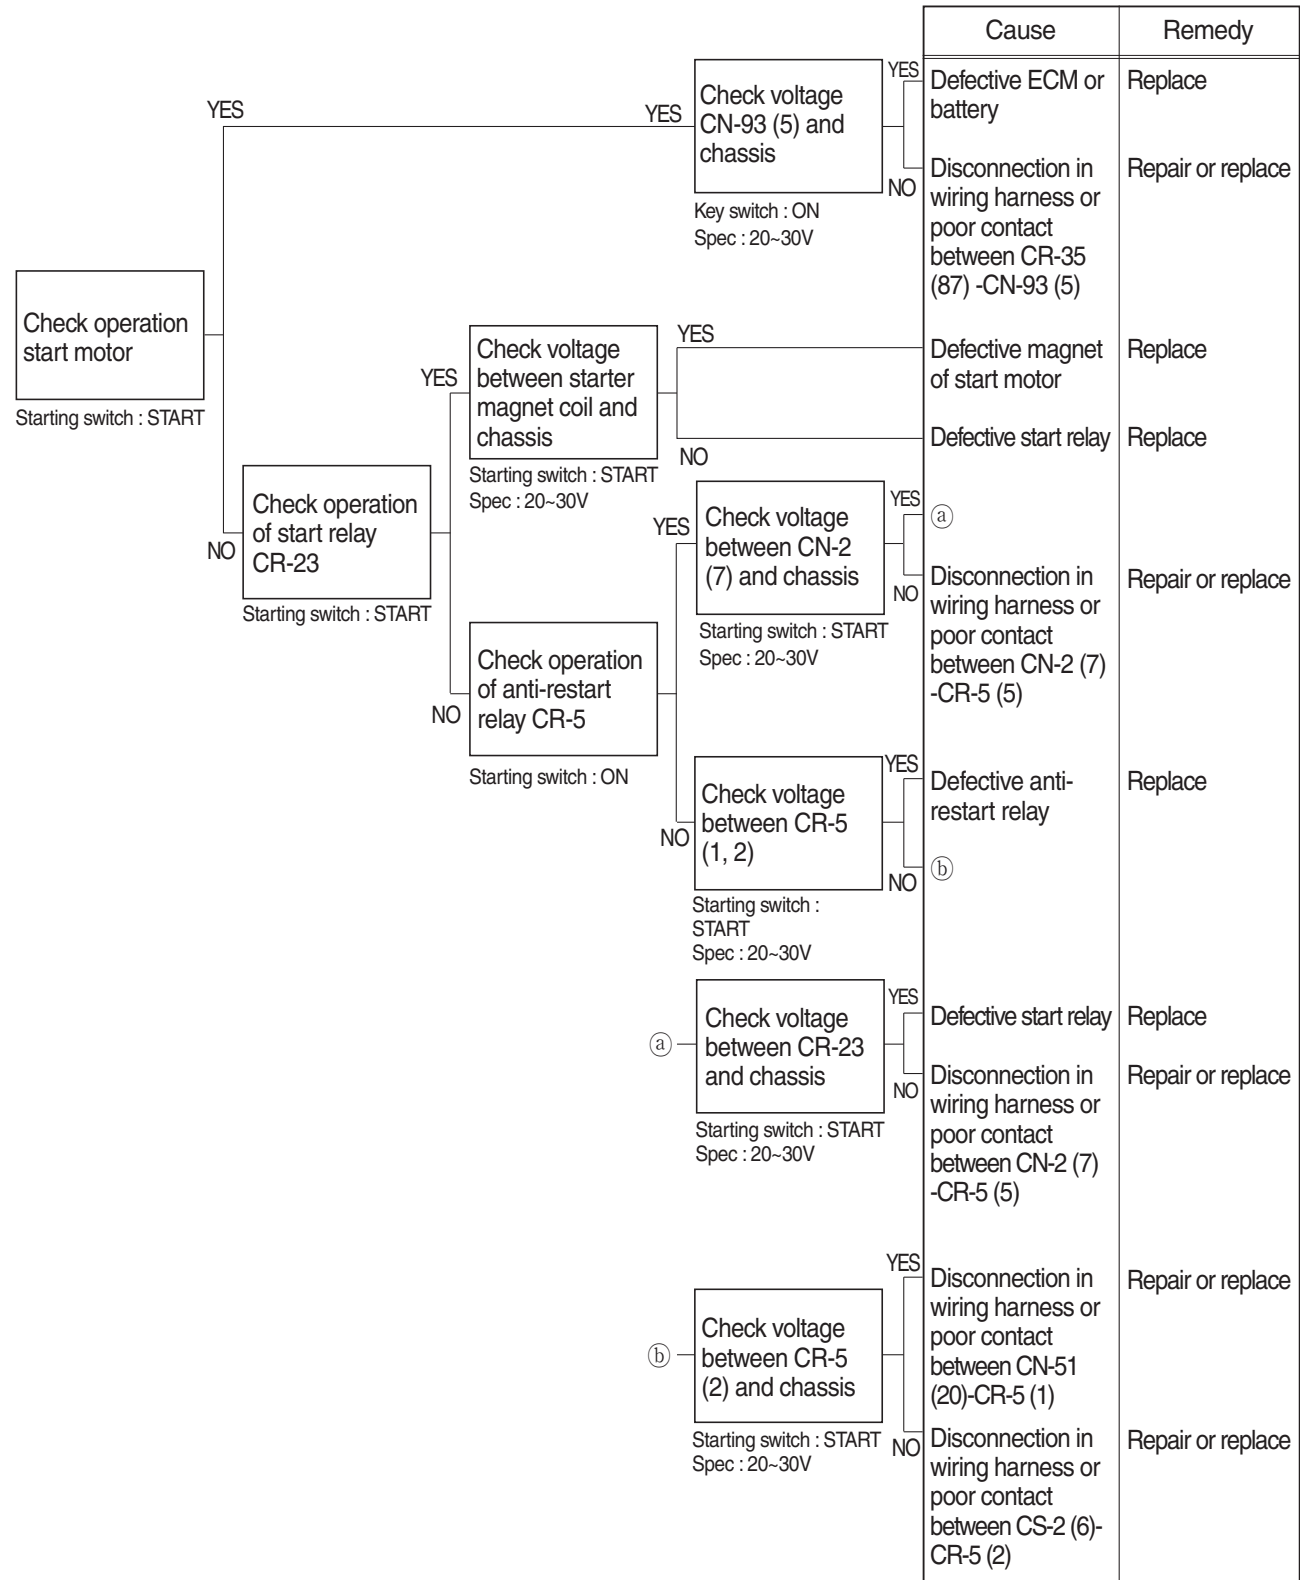 Cause
Remedy
YES
YES
Check voltage
CN-93 (5) and
chassis
Key switch : ON
Spec : 20~30V
YES
Defective ECM or
battery
Replace
NO
Disconnection in
wiring harness or
poor contact
between CR-35
(87) -CN-93 (5)
Repair or replace
Check operation
start motor
Starting switch : START
YES
Check voltage
between starter
magnet coil and
chassis
Starting switch : START
Spec : 20~30V
YES
Defective magnet
of start motor
Replace
NO
Defective start relay
Replace
NO
Check operation
of start relay
CR-23
Starting switch : START
YES
Check voltage
between CN-2
(7) and chassis
Starting switch : START
Spec : 20~30V
YES
ⓐ
NO
Disconnection in
wiring harness or
poor contact
between CN-2 (7)
-CR-5 (5)
Repair or replace
NO
Check operation
of anti-restart
relay CR-5
Starting switch : ON
NO
Check voltage
between CR-5
(1, 2)
Starting switch :
START
Spec : 20~30V
YES
Defective anti-
restart relay
Replace
NO
ⓑ
ⓐ
Check voltage
between CR-23
and chassis
Starting switch : START
Spec : 20~30V
YES
Defective start relay
Replace
NO
Disconnection in
wiring harness or
poor contact
between CN-2 (7)
-CR-5 (5)
Repair or replace
ⓑ
Check voltage
between CR-5
(2) and chassis
Starting switch : START
Spec : 20~30V
YES
Disconnection in
wiring harness or
poor contact
between CN-51
(20)-CR-5 (1)
Repair or replace
NO
Disconnection in
wiring harness or
poor contact
between CS-2 (6)-
CR-5 (2)
Repair or replace